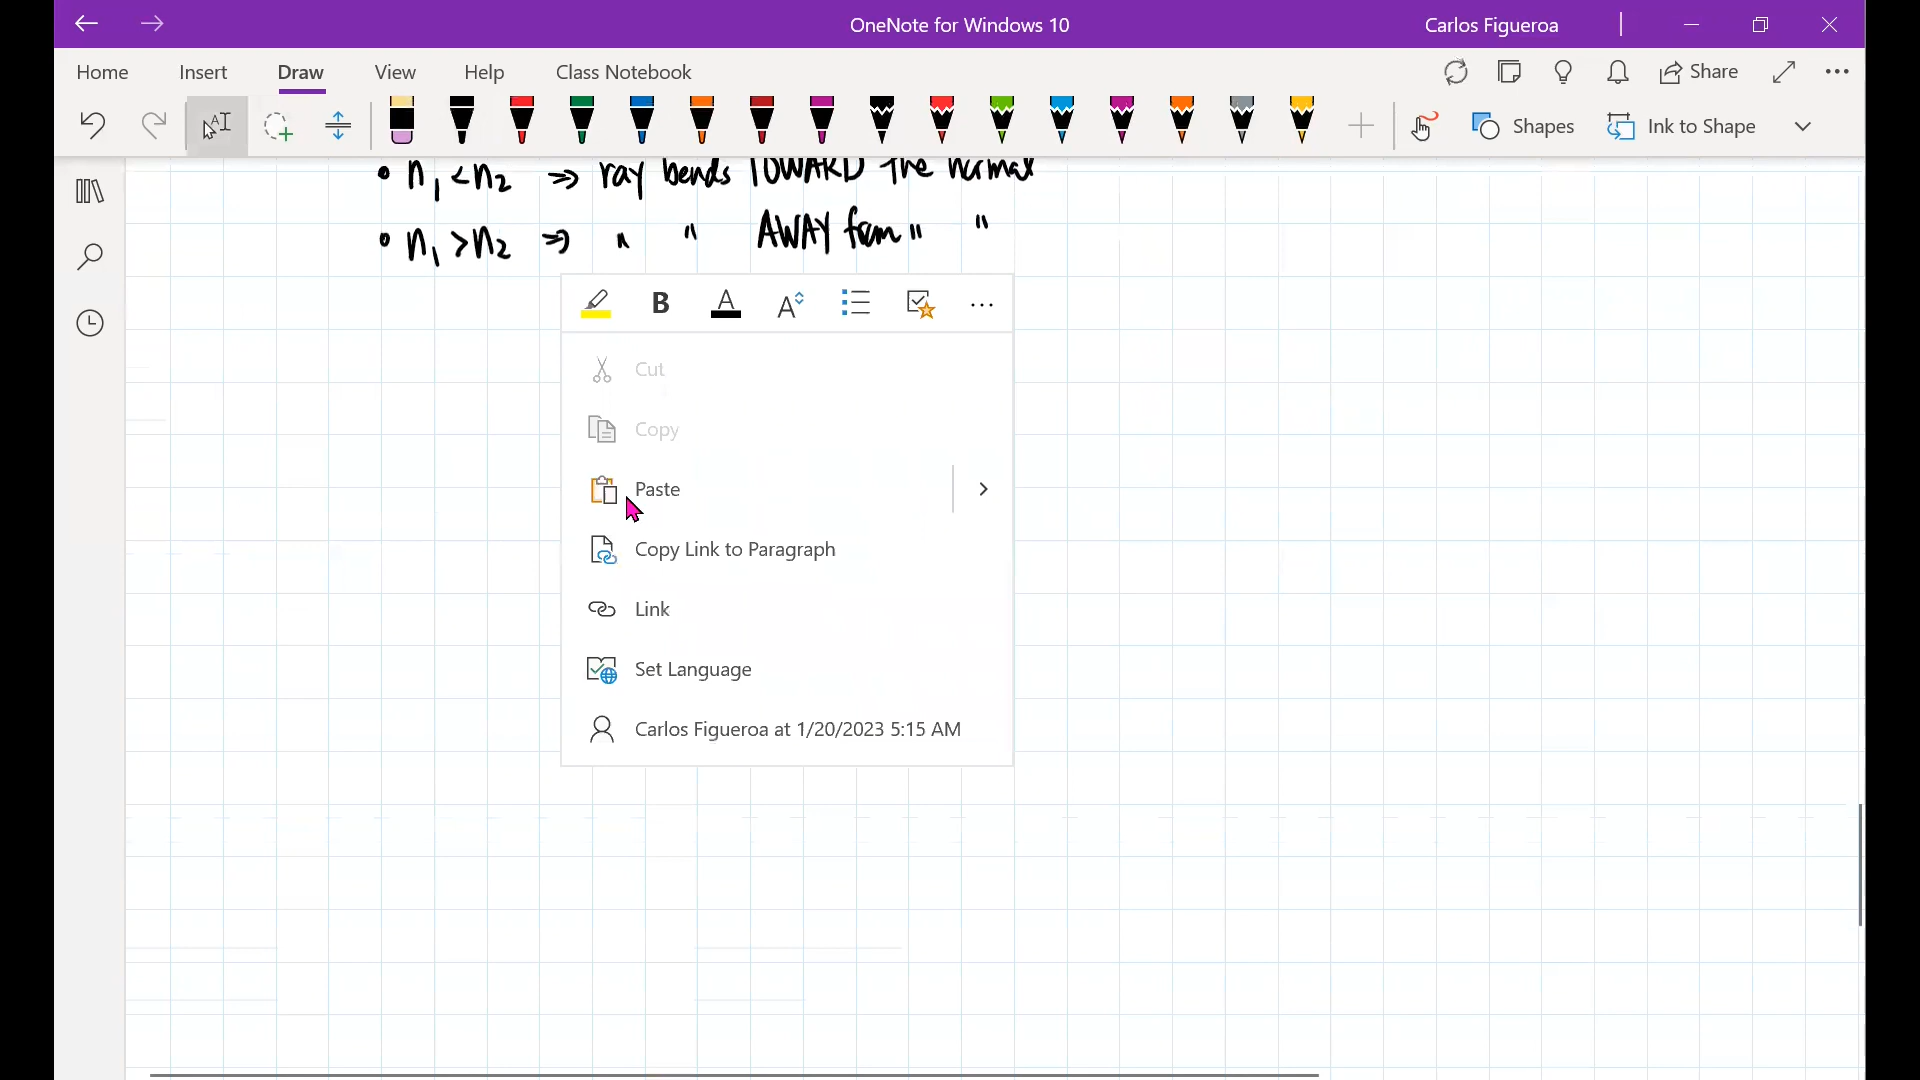 OneNote for Windows 10
Carlos Figueroa
Home Insert Draw View Help Class Notebook
Share
Shapes Ink to Shape
• n₁ < n₂ ⇒ ray bends TOWARD the normal
• n₁ > n₂ ⇒ " " AWAY from " "
B A A ...
Cut
Copy
Paste
Copy Link to Paragraph
Link
Set Language
Carlos Figueroa at 1/20/2023 5:15 AM